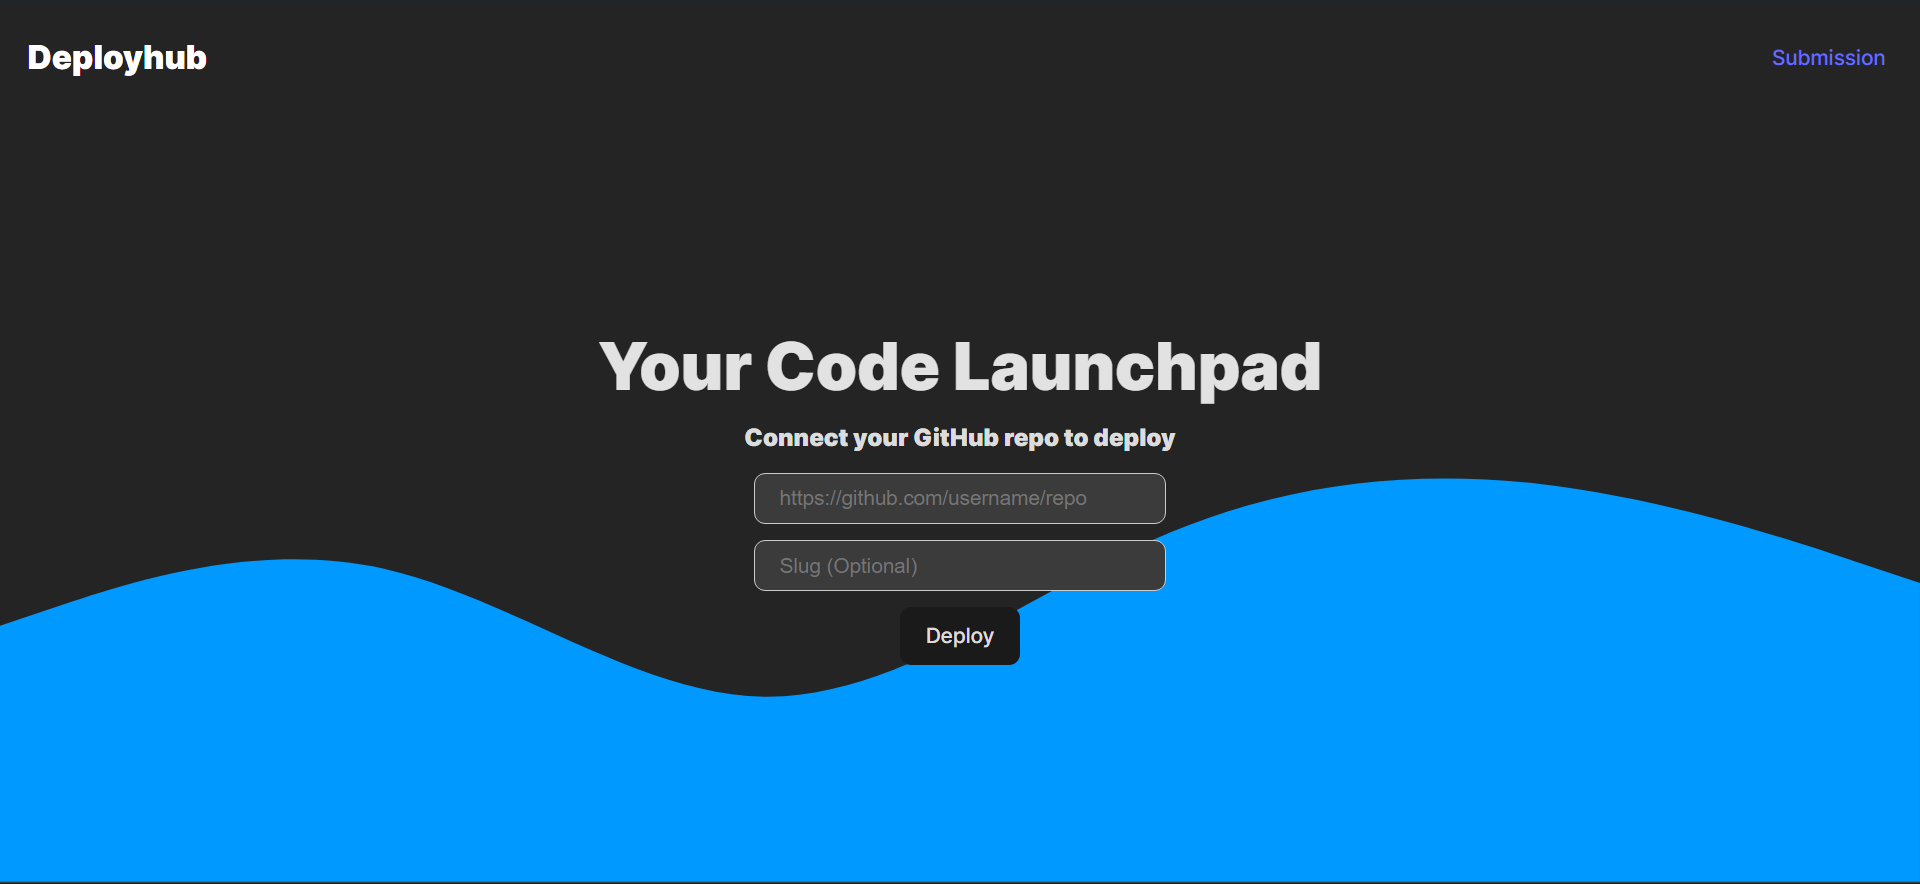 Deployhub
Submission
Your Code Launchpad
Connect your GitHub repo to deploy
https://github.com/username/repo
Slug (Optional)
Deploy